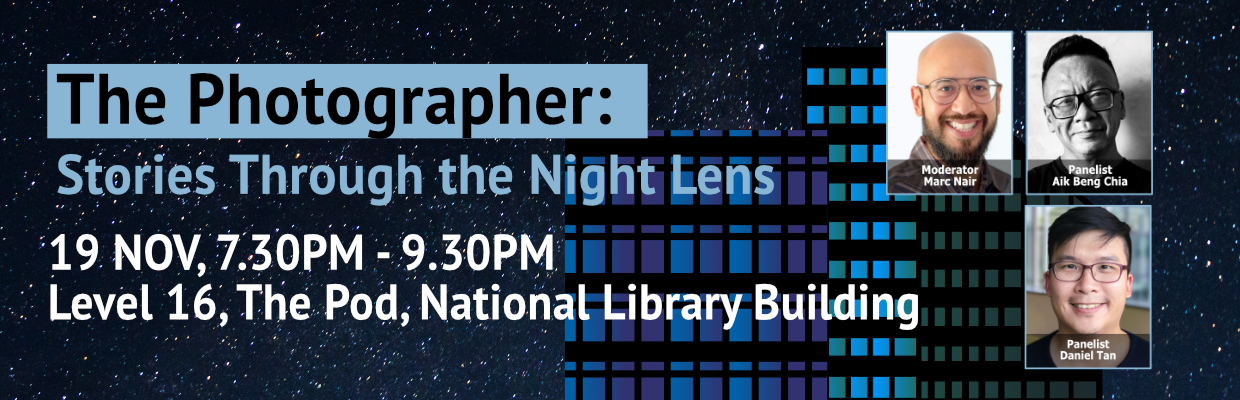 The Photographer:
Stories Through the Night Lens
19 NOV, 7.30PM - 9.30PM
Level 16, The Pod, National Library Building
Moderator
Marc Nair
Panelist
Aik Beng Chia
Panelist
Daniel Tan